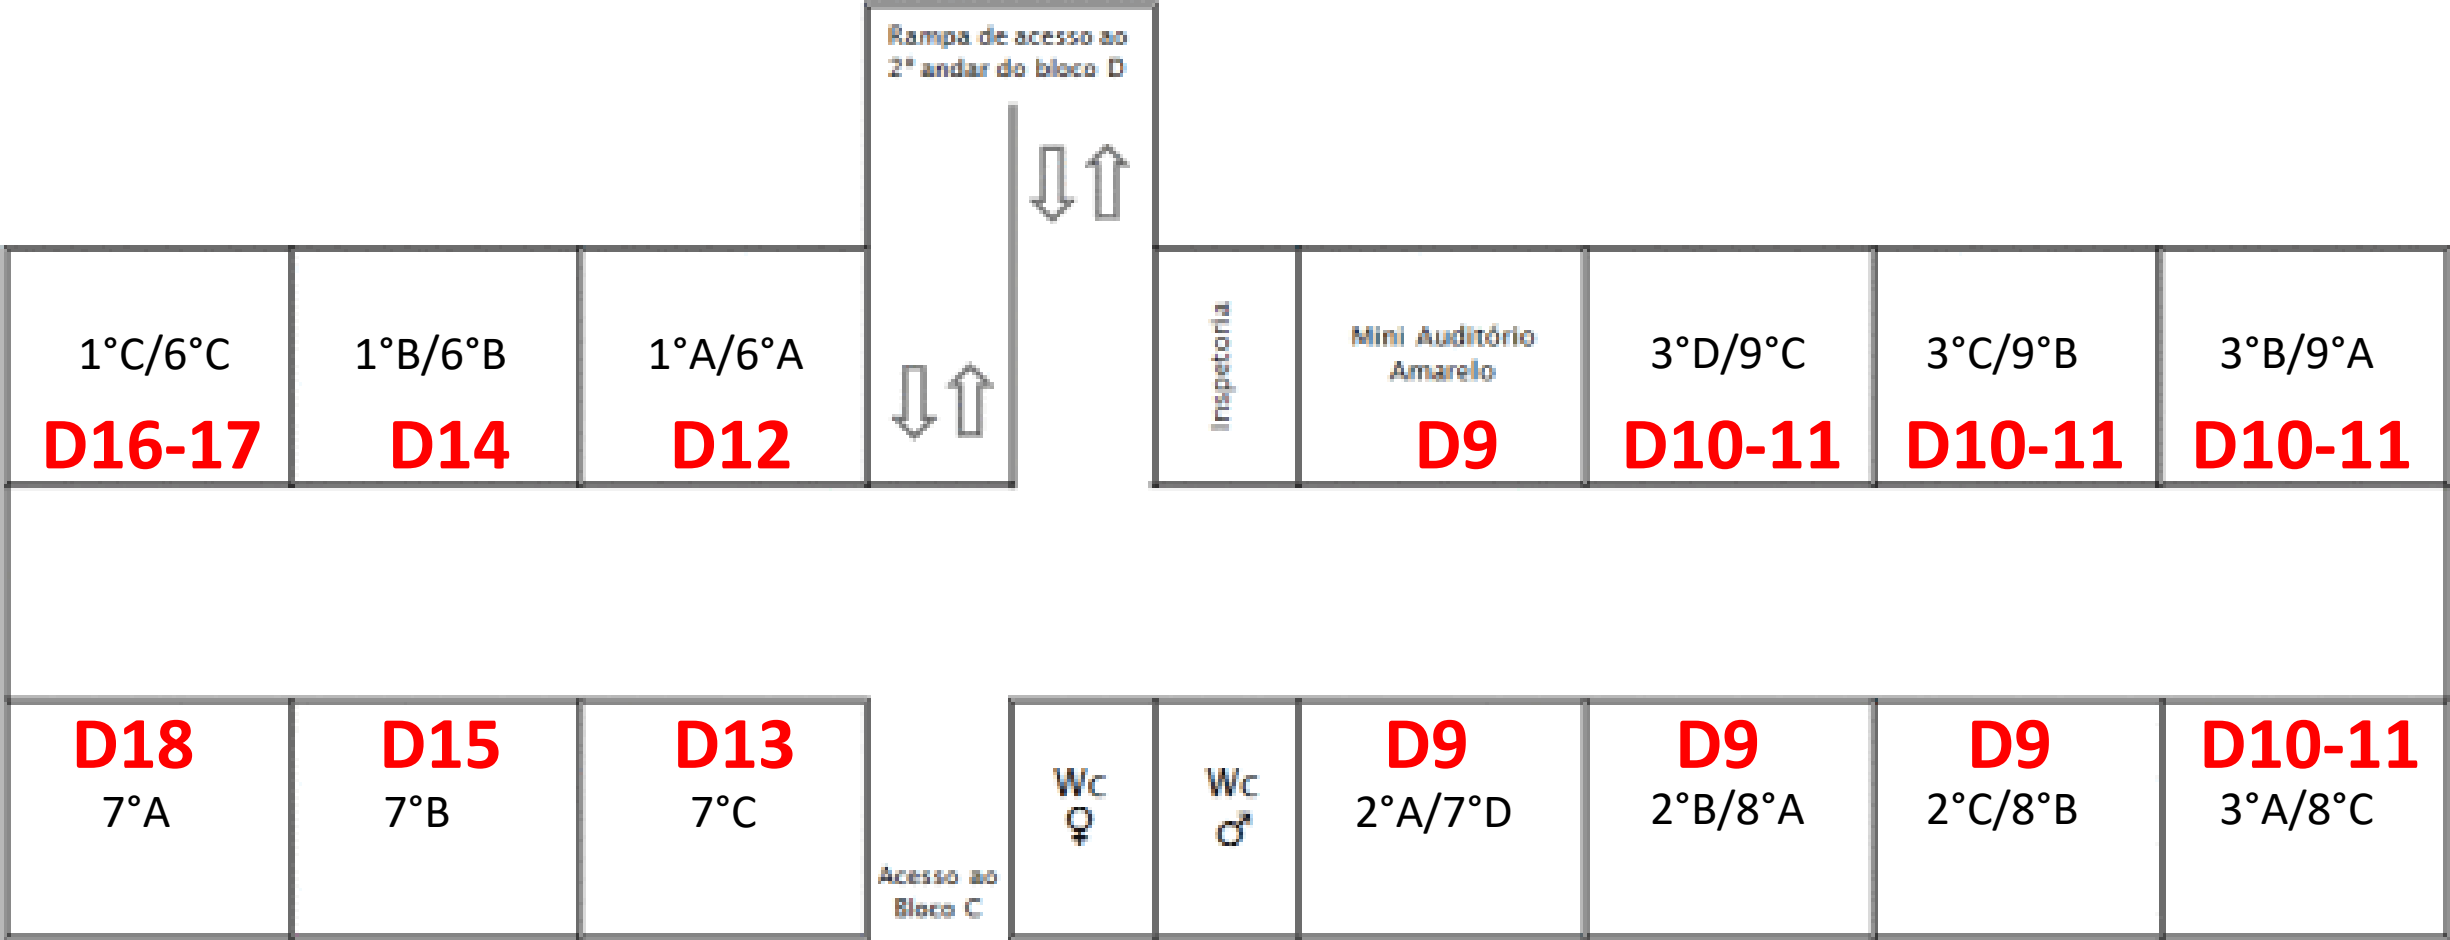 Rampa de acesso ao
2° andar do bloco D
1°C/6°C
D16-17
1°B/6°B
D14
1°A/6°A
D12
Inspetoria
Mini Auditório
Amarelo
D9
3°D/9°C
D10-11
3°C/9°B
D10-11
3°B/9°A
D10-11
D18
7°A
D15
7°B
D13
7°C
Acesso ao
Bloco C
Wc
♀
Wc
♂
D9
2°A/7°D
D9
2°B/8°A
D9
2°C/8°B
D10-11
3°A/8°C